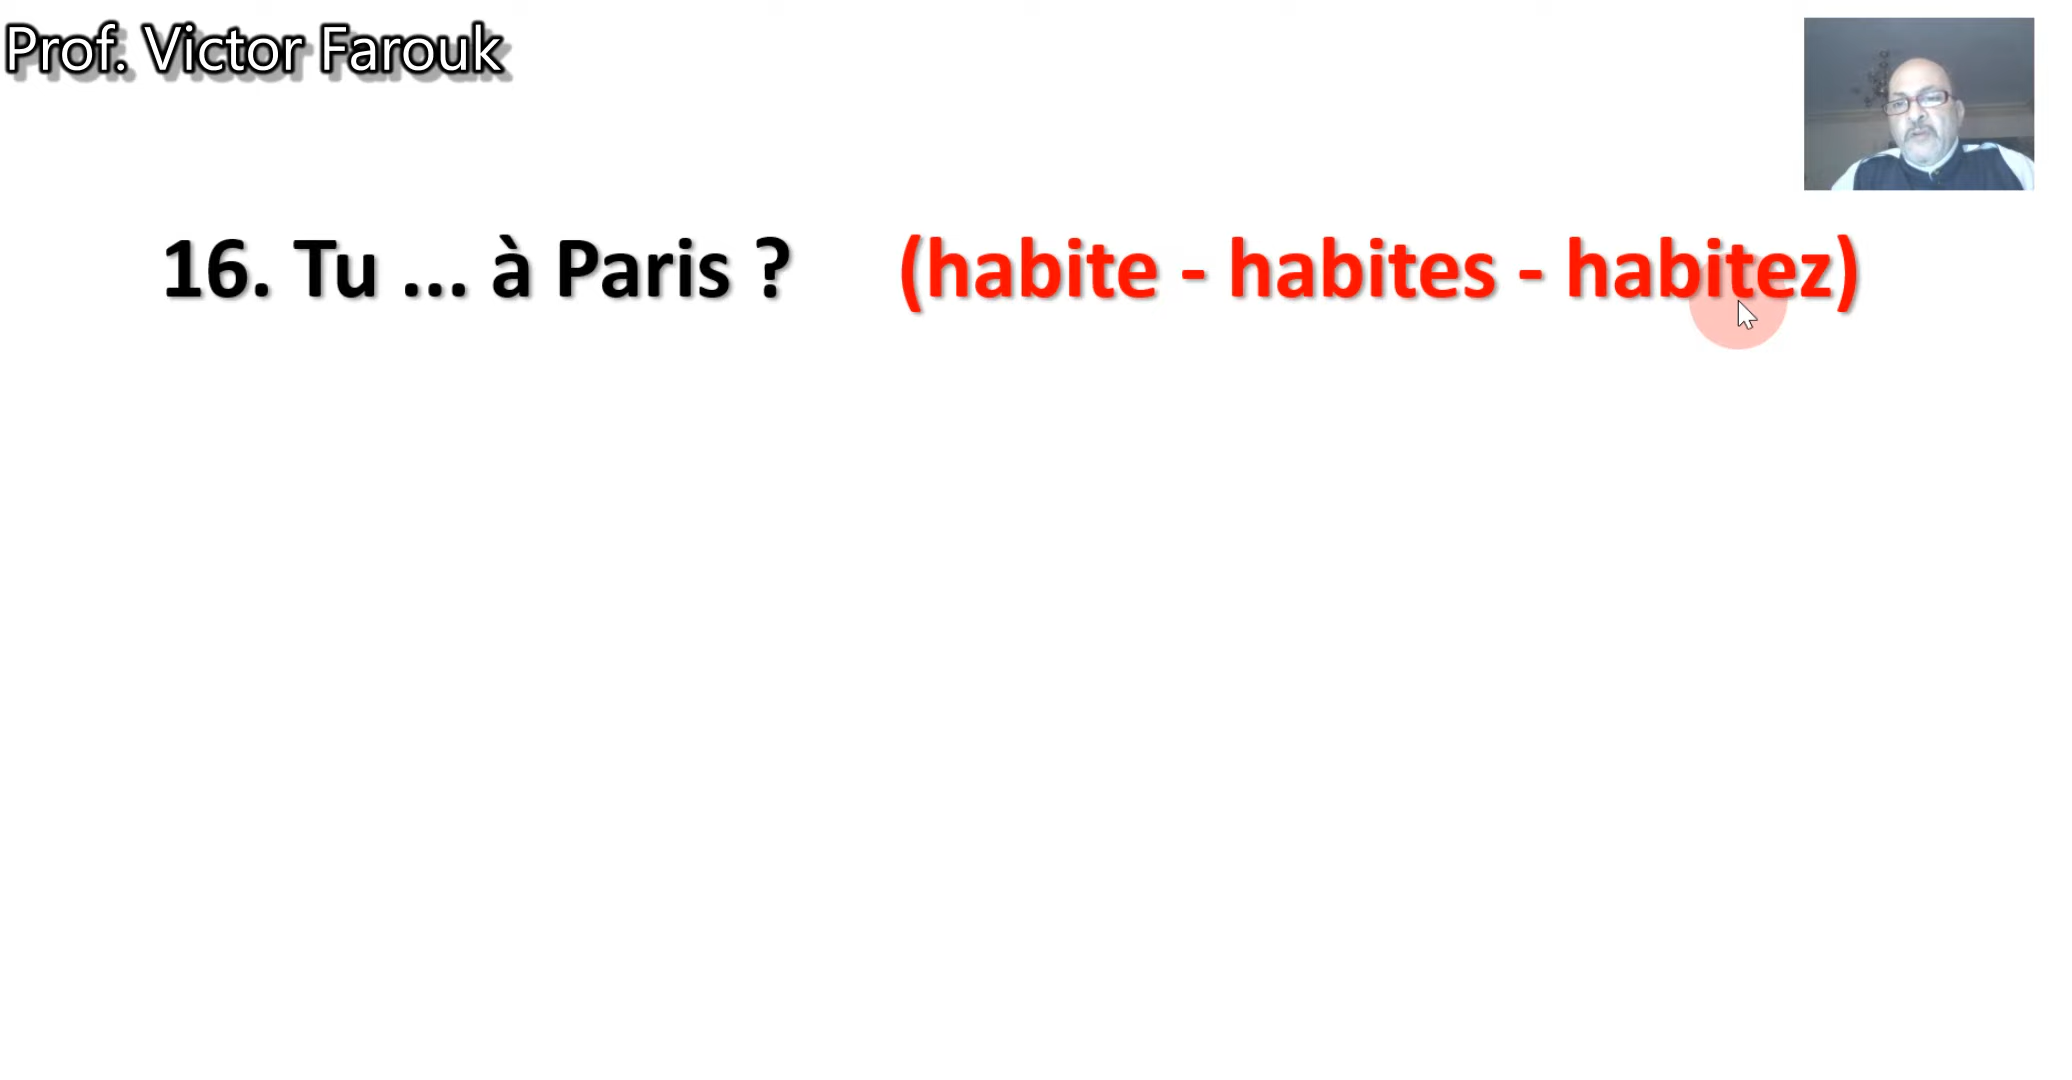 Prof. Victor Farouk
16. Tu ... à Paris ? (habite - habites - habitez)